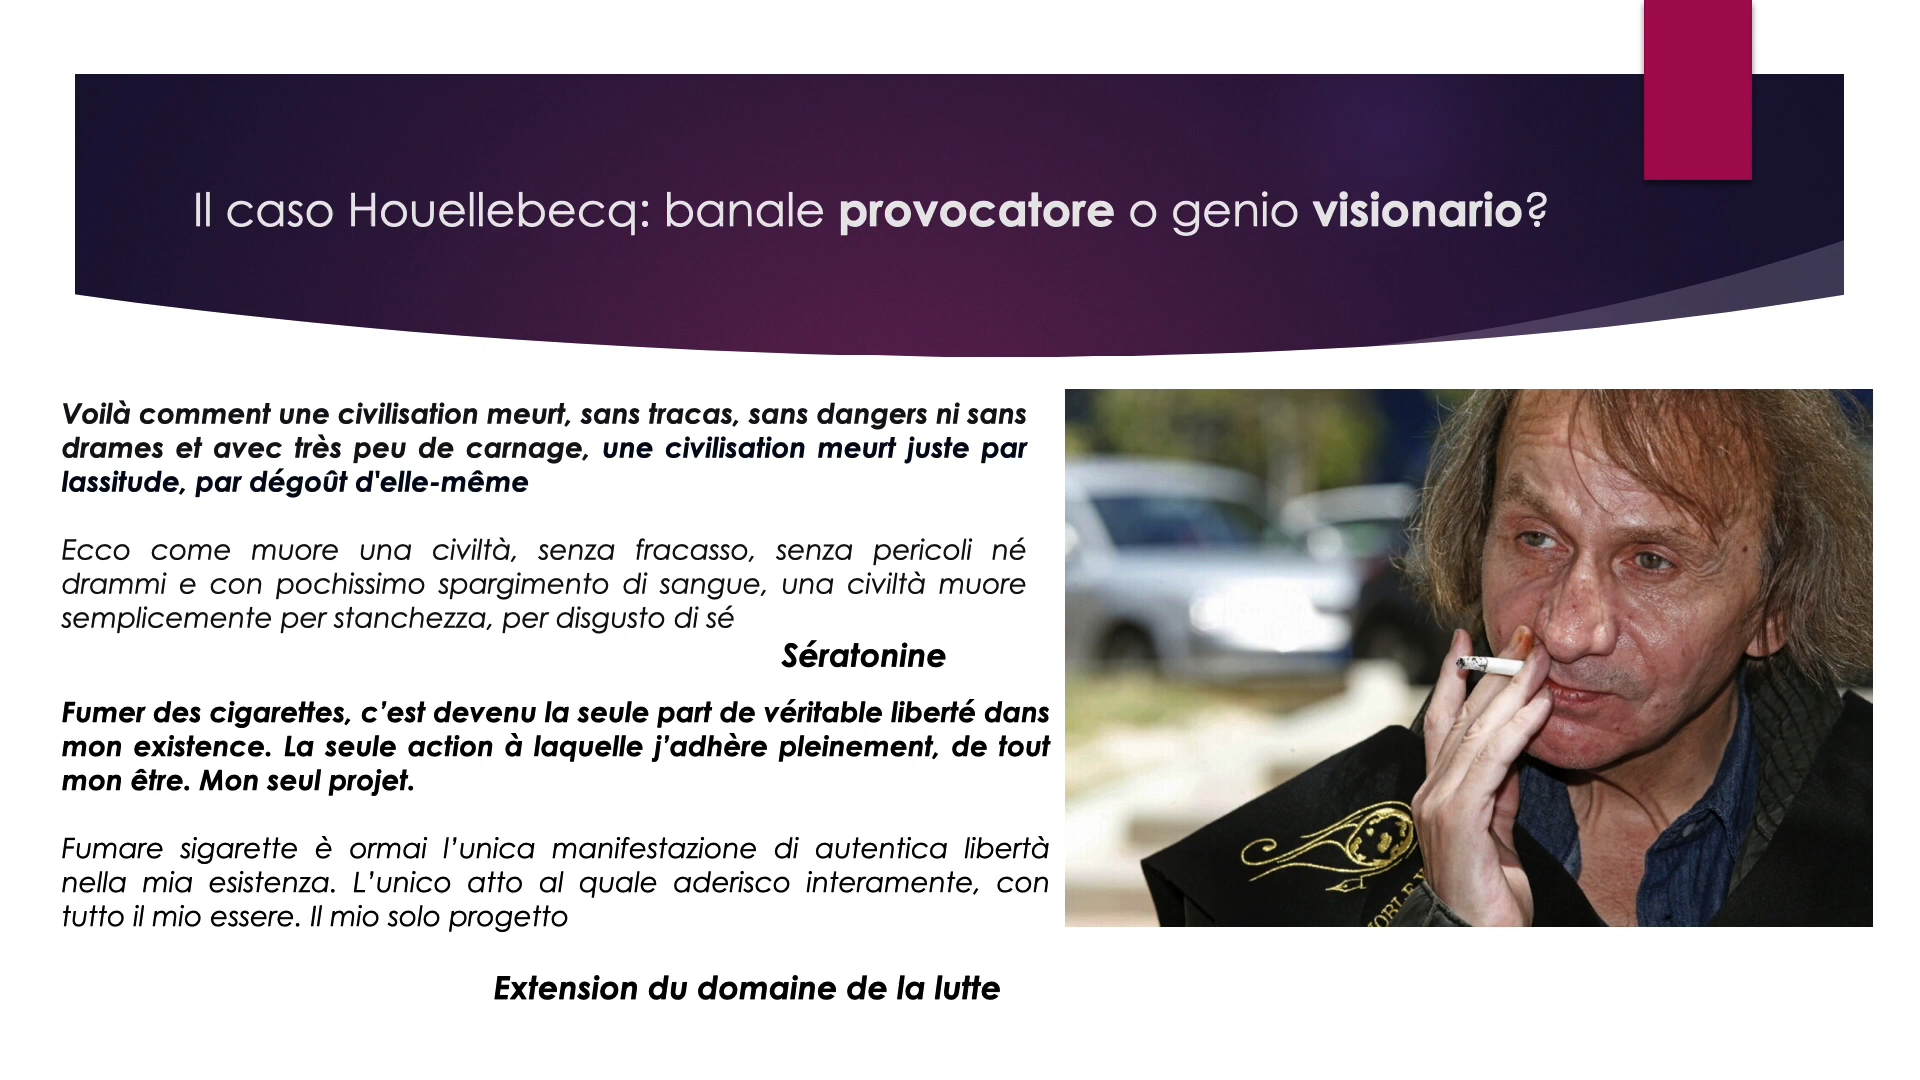 Il caso Houellebecq: banale provocatore o genio visionario?
Voilà comment une civilisation meurt, sans tracas, sans dangers ni sans
drames et avec très peu de carnage, une civilisation meurt juste par
lassitude, par dégoût d'elle-même
Ecco come muore una civiltà, senza fracasso, senza pericoli né
drammi e con pochissimo spargimento di sangue, una civiltà muore
semplicemente per stanchezza, per disgusto di sé
Sératonine
Fumer des cigarettes, c’est devenu la seule part de véritable liberté dans
mon existence. La seule action à laquelle j’adhère pleinement, de tout
mon être. Mon seul projet.
Fumare sigarette è ormai l’unica manifestazione di autentica libertà
nella mia esistenza. L’unico atto al quale aderisco interamente, con
tutto il mio essere. Il mio solo progetto
Extension du domaine de la lutte